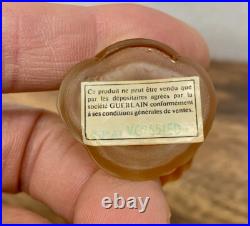 Ce produit ne peut être vendu que
par les dépositaires agréés par la
société GUERLAIN conformément
à ses conditions générales de ventes.